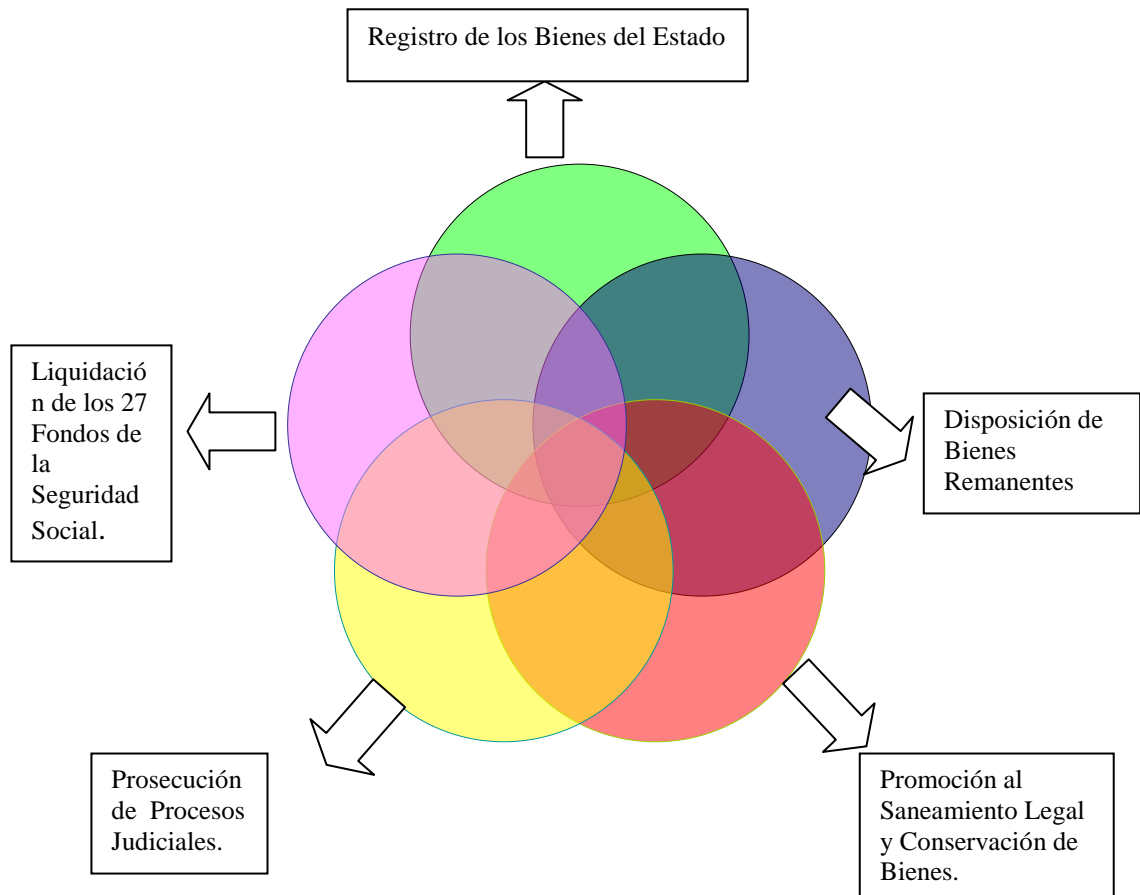 Registro de los Bienes del Estado
Liquidació
n de los 27
Fondos de
la
Seguridad
Social.
Disposición de
Bienes
Remanentes
Prosecución
de Procesos
Judiciales.
Promoción al
Saneamiento Legal
y Conservación de
Bienes.